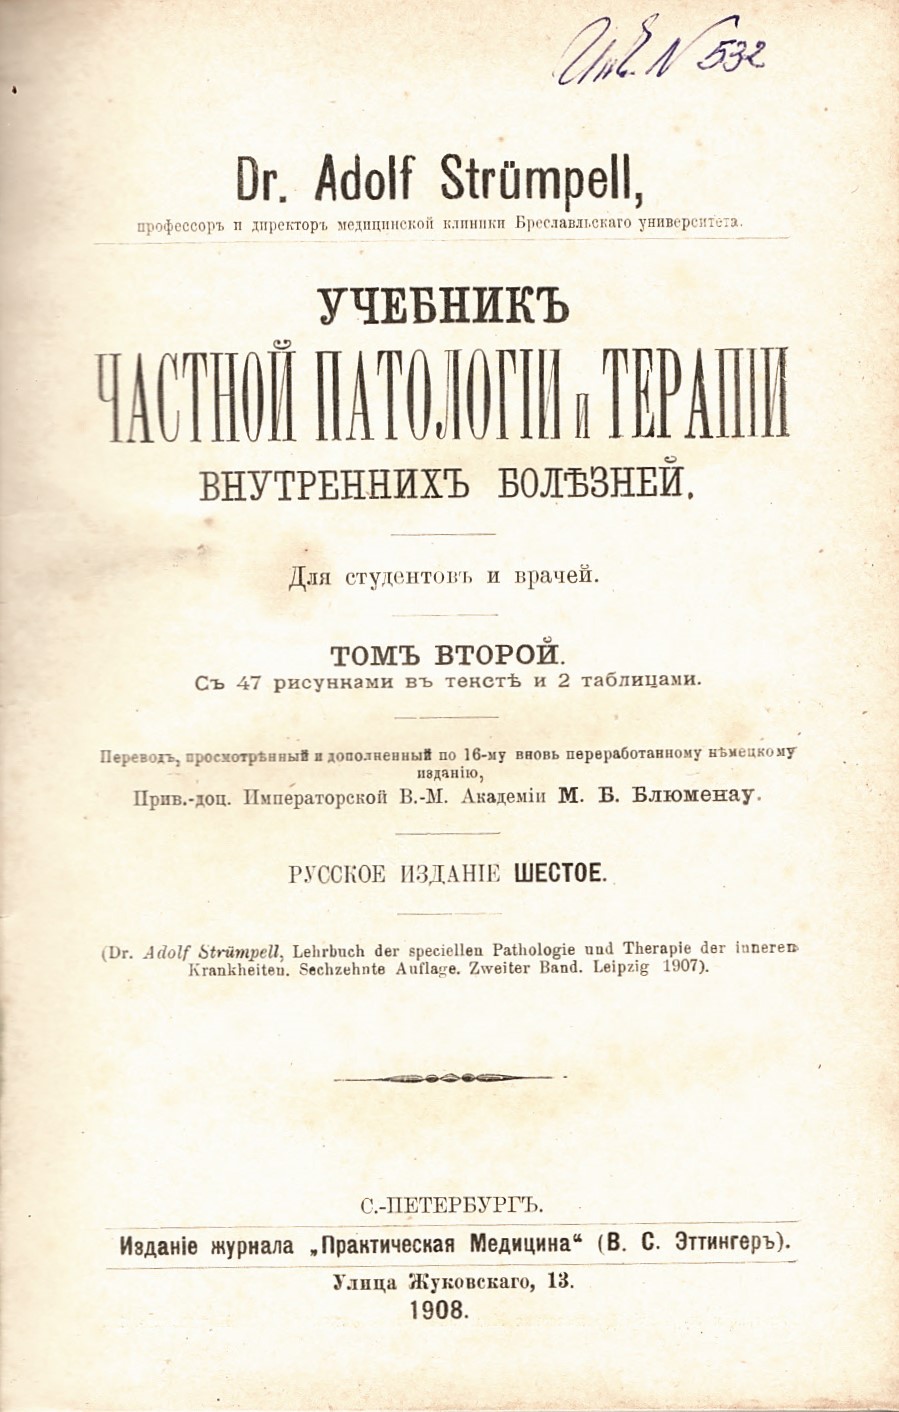 Инв. N 532
Dr. Adolf Strümpell,
профессоръ и директоръ медицинской клиники Бреславльскаго университета.
УЧЕБНИКЪ
ЧАСТНОЙ ПАТОЛОГІИ и ТЕРАПІИ
ВНУТРЕННИХЪ БОЛѢЗНЕЙ.
Для студентовъ и врачей.
ТОМЪ ВТОРОЙ.
Съ 47 рисунками въ текстѣ и 2 таблицами.
Переводъ, просмотрѣнный и дополненный по 16-му вновь переработанному нѣмецкому
изданію,
Прив.-доц. Императорской В.-М. Академіи М. Б. Блюменау.
РУССКОЕ ИЗДАНІЕ ШЕСТОЕ.
(Dr. Adolf Strümpell, Lehrbuch der speciellen Pathologie und Therapie der inneren
Krankheiten. Sechzehnte Auflage. Zweiter Band. Leipzig 1907).
С.-ПЕТЕРБУРГЪ.
Изданіе журнала „Практическая Медицина“ (В. С. Эттингеръ).
Улица Жуковскаго, 13.
1908.